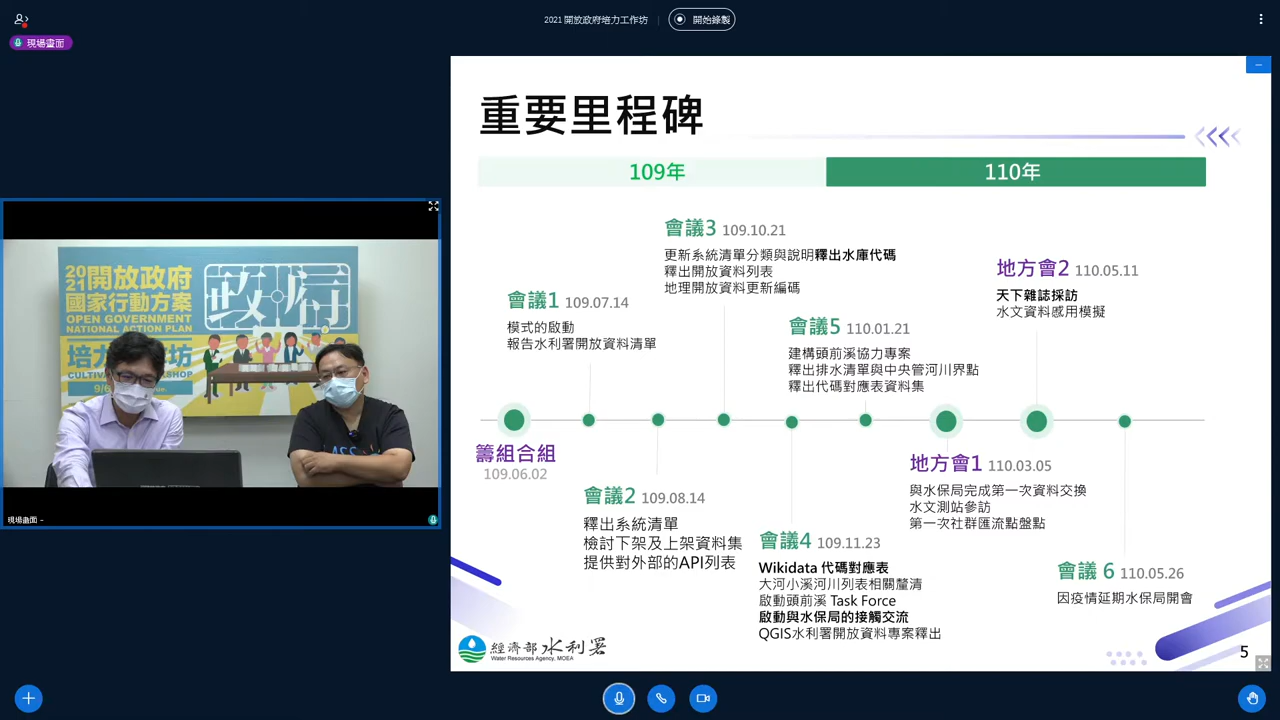 2021 開放政府培力工作坊
開始錄製
現場畫面
重要里程碑
109年
110年
會議3 109.10.21
更新系統清單分類與說明釋出水庫代碼
釋出開放資料列表
地理開放資料更新編碼
地方會2 110.05.11
天下雜誌採訪
水文資料感用模擬
會議1 109.07.14
模式的啟動
報告水利署開放資料清單
會議5 110.01.21
建構頭前溪協力專案
釋出排水清單與中央管河川界點
釋出代碼對應表資料集
籌組合組
109.06.02
地方會1 110.03.05
與水保局完成第一次資料交換
水文測站參訪
第一次社群匯流點盤點
會議2 109.08.14
釋出系統清單
檢討下架及上架資料集
提供對外部的API列表
會議4 109.11.23
Wikidata 代碼對應表
大河小溪河川列表相關釐清
啟動頭前溪 Task Force
啟動與水保局的接觸交流
QGIS水利署開放資料專案釋出
會議 6 110.05.26
因疫情延期水保局開會
經濟部水利署
Water Resources Agency, MOEA
5
2021開放政府
國家行動方案
OPEN GOVERNMENT
NATIONAL ACTION PLAN
政府
培
坊
CULTIV
SHOP
9/6
現場畫面 -